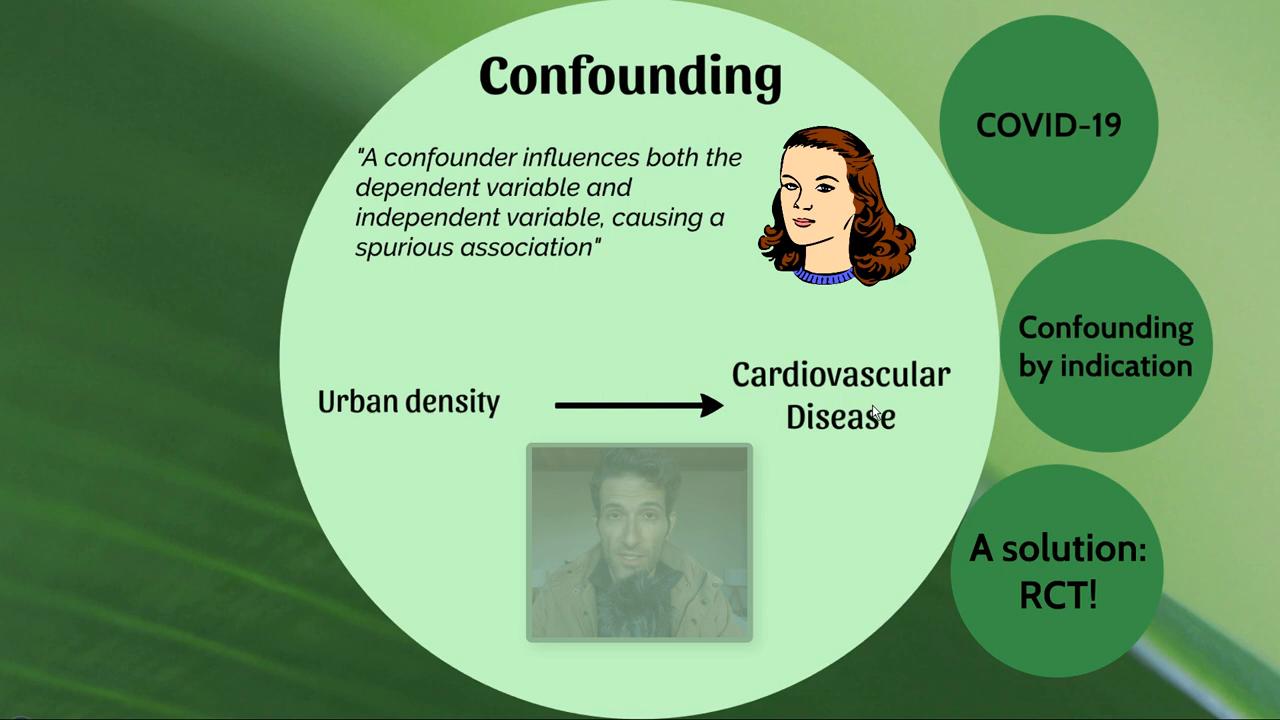 Confounding
"A confounder influences both the
dependent variable and
independent variable, causing a
spurious association"
Urban density
Cardiovascular
Disease
COVID-19
Confounding
by indication
A solution:
RCT!